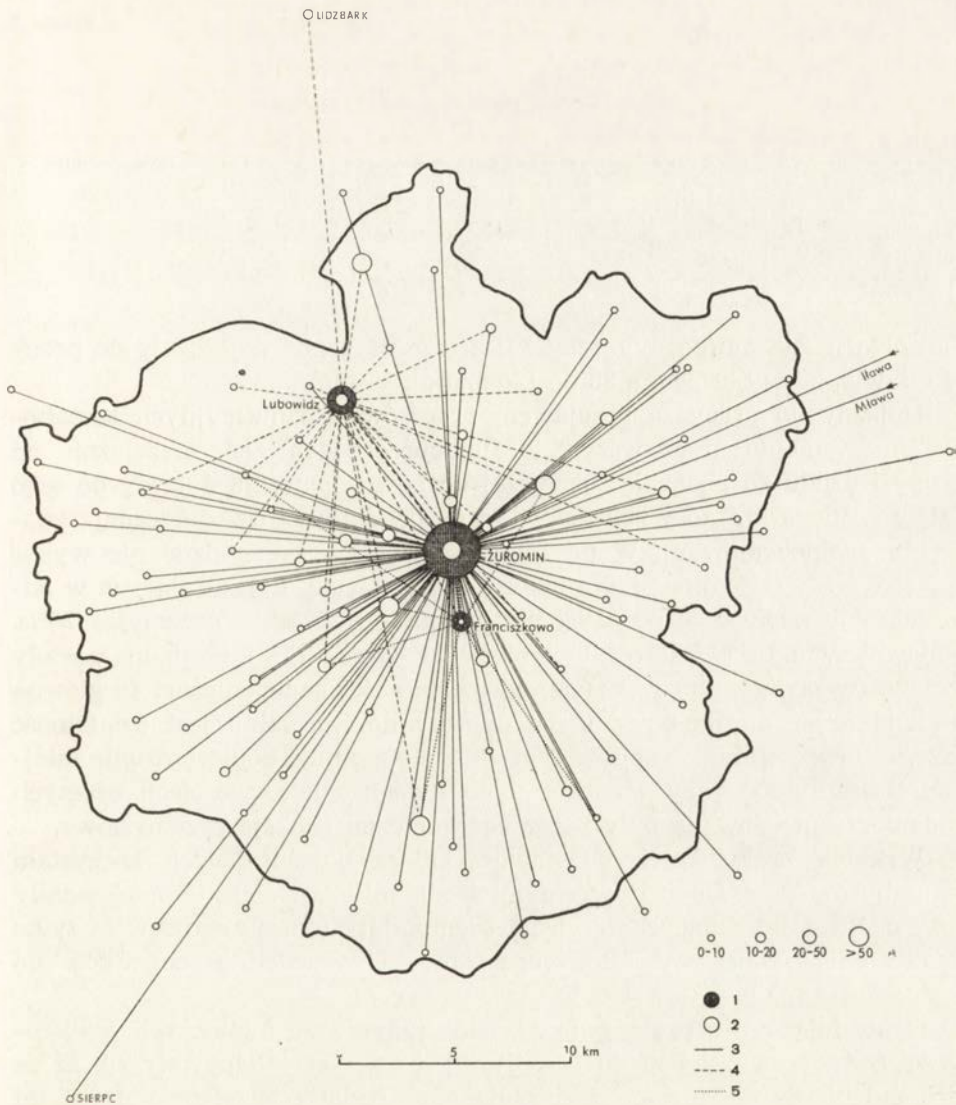 LIDZBARK
Iława
Mława
Lubowidz
ŻUROMIN
Franciszkowo
0-10 10-20 20-50 >50
1
2
3
4
5
5 10 km
SIERPC